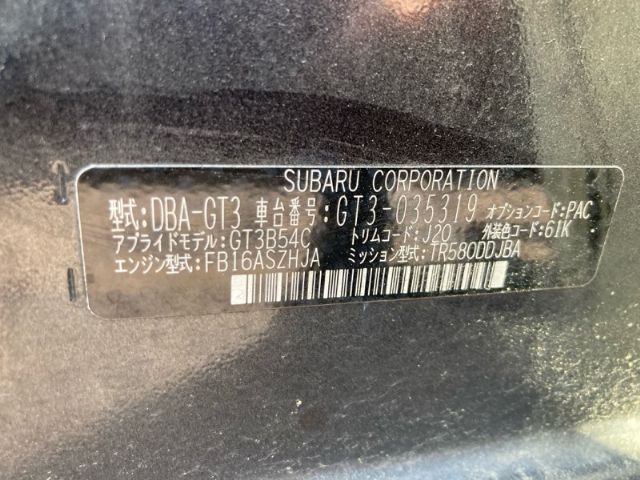 SUBARU CORPORATION
型式:DBA-GT3 車台番号:GT3-035319 オプションコード:PAC
アプライドモデル:GT3B54C トリムコード:J20 外装色コード:61K
エンジン型式:FB16ASZHJA ミッション型式:TR580DDJBA